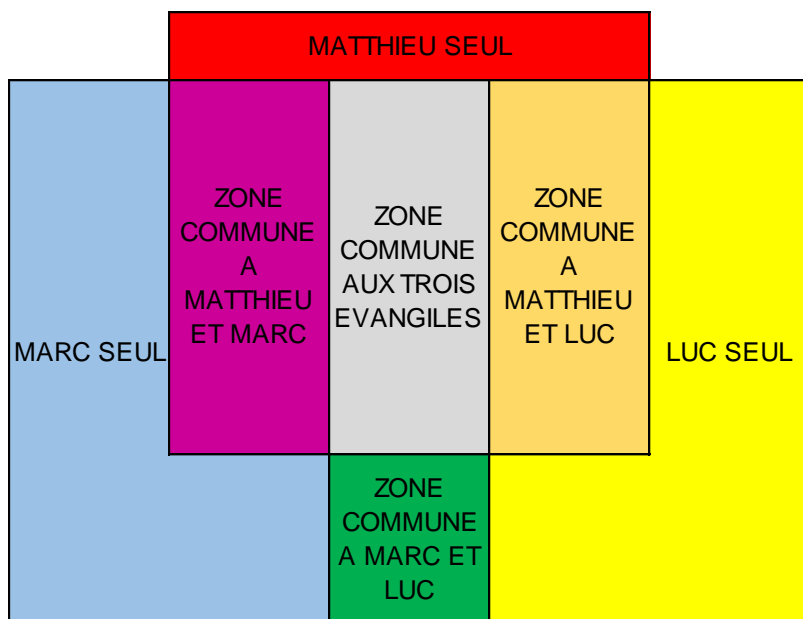 MATTHIEU SEUL
ZONE
COMMUNE
A
MATTHIEU
ET MARC
ZONE
COMMUNE
AUX TROIS
EVANGILES
ZONE
COMMUNE
A
MATTHIEU
ET LUC
MARC SEUL
LUC SEUL
ZONE
COMMUNE
A MARC ET
LUC